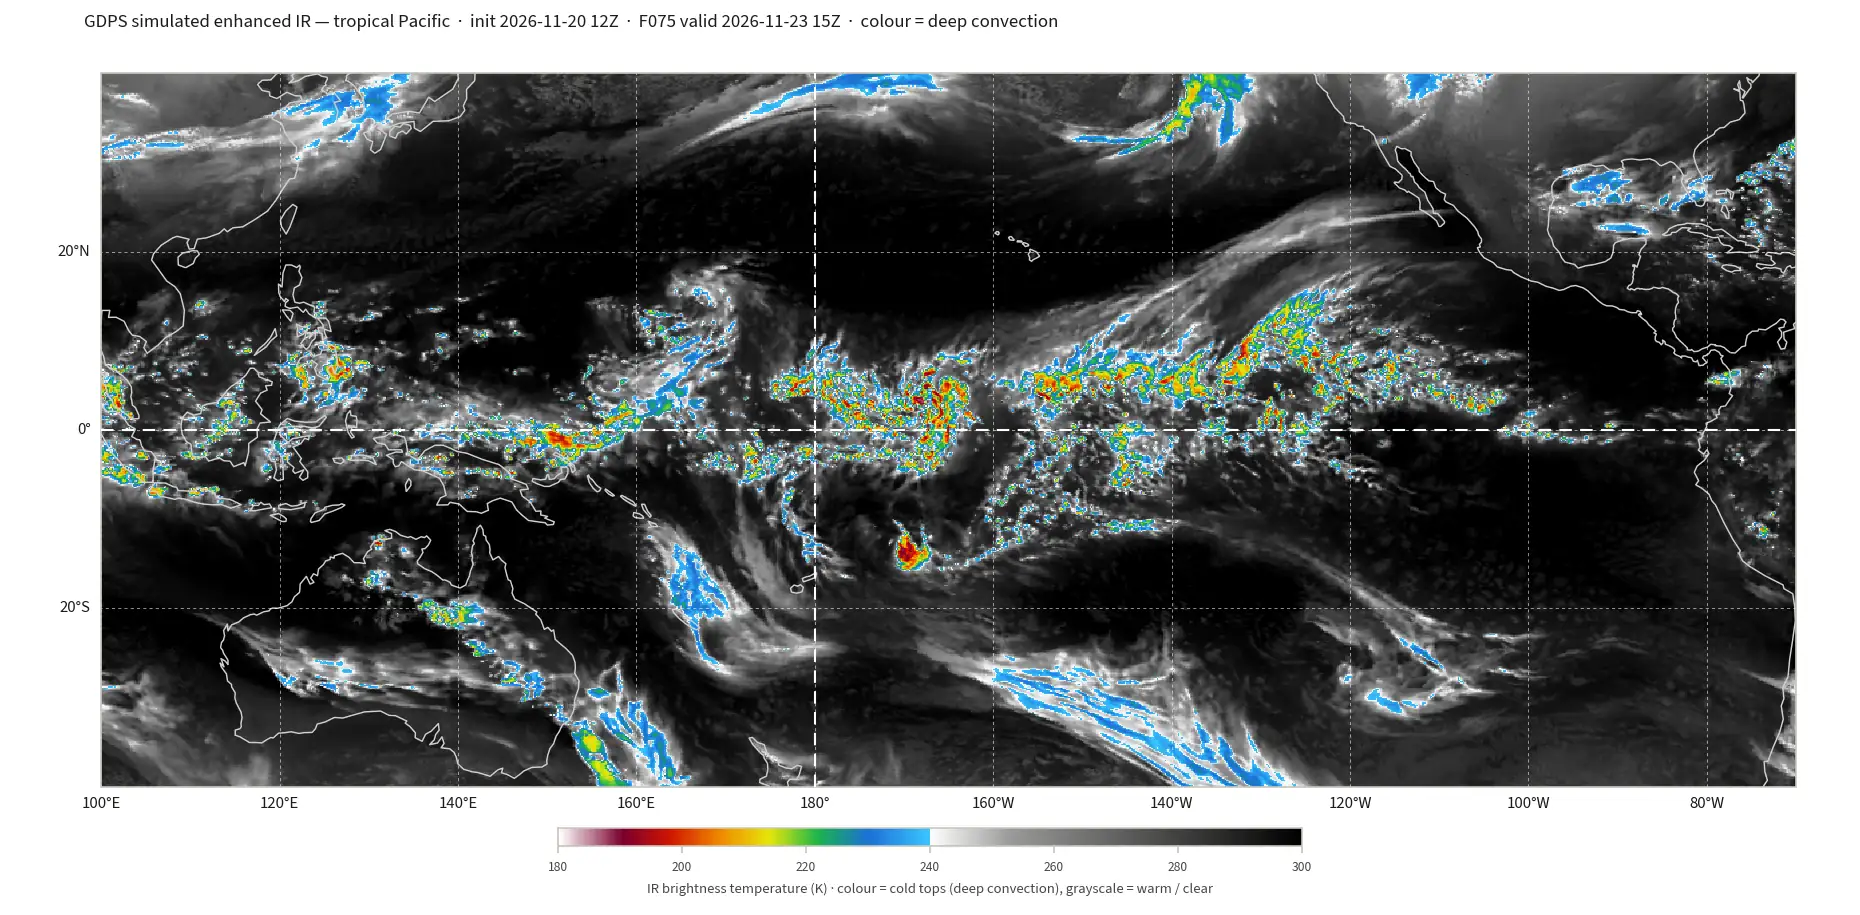 GDPS simulated enhanced IR — tropical Pacific · init 2026-11-20 12Z · F075 valid 2026-11-23 15Z · colour = deep convection
20°N
0°
20°S
100°E 120°E 140°E 160°E 180° 160°W 140°W 120°W 100°W 80°W
180 200 220 240 260 280 300
IR brightness temperature (K) · colour = cold tops (deep convection), grayscale = warm / clear